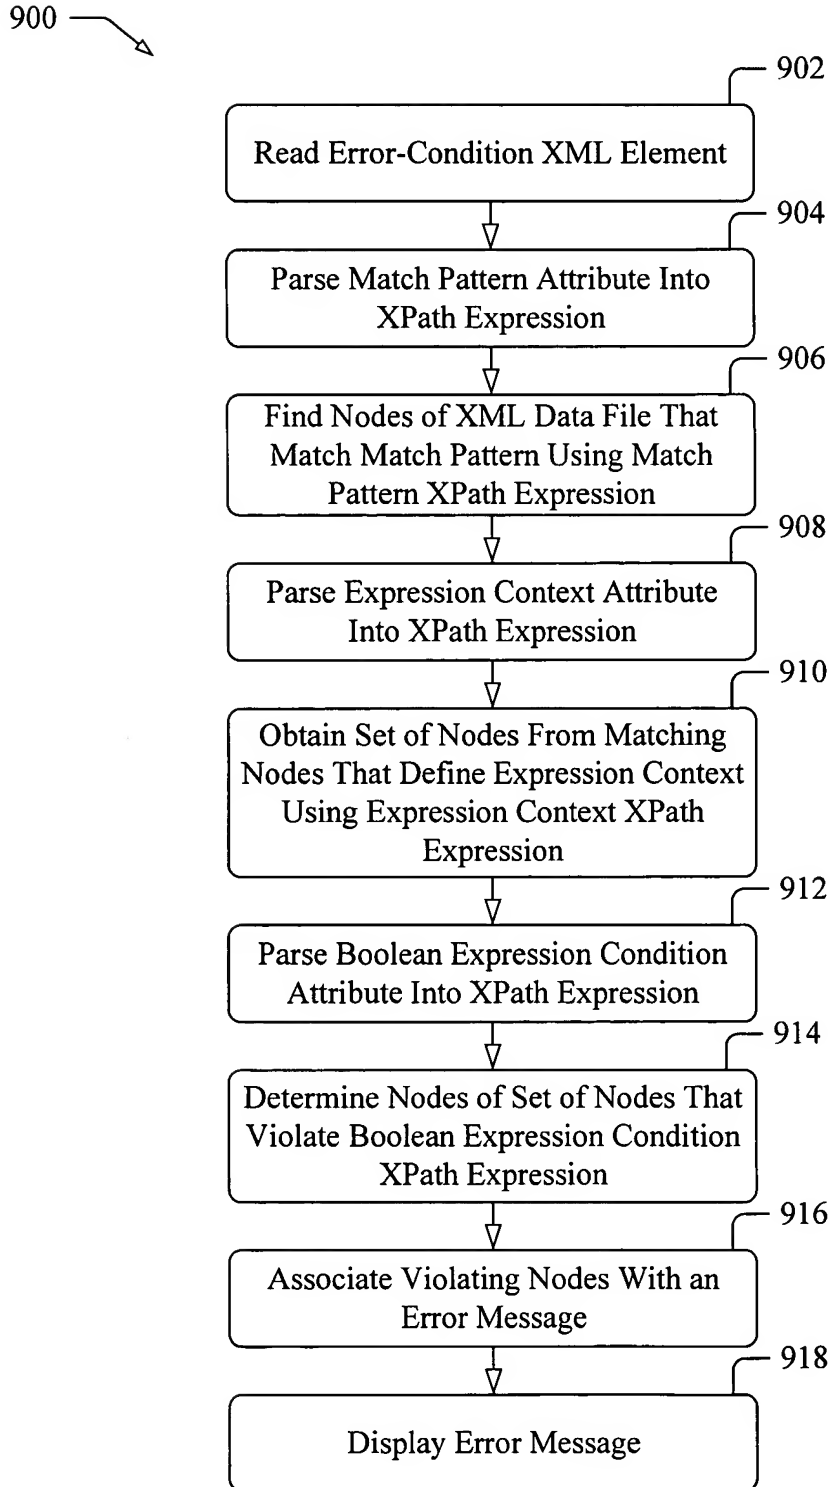 900
902
Read Error-Condition XML Element
904
Parse Match Pattern Attribute Into
XPath Expression
906
Find Nodes of XML Data File That
Match Match Pattern Using Match
Pattern XPath Expression
908
Parse Expression Context Attribute
Into XPath Expression
910
Obtain Set of Nodes From Matching
Nodes That Define Expression Context
Using Expression Context XPath
Expression
912
Parse Boolean Expression Condition
Attribute Into XPath Expression
914
Determine Nodes of Set of Nodes That
Violate Boolean Expression Condition
XPath Expression
916
Associate Violating Nodes With an
Error Message
918
Display Error Message